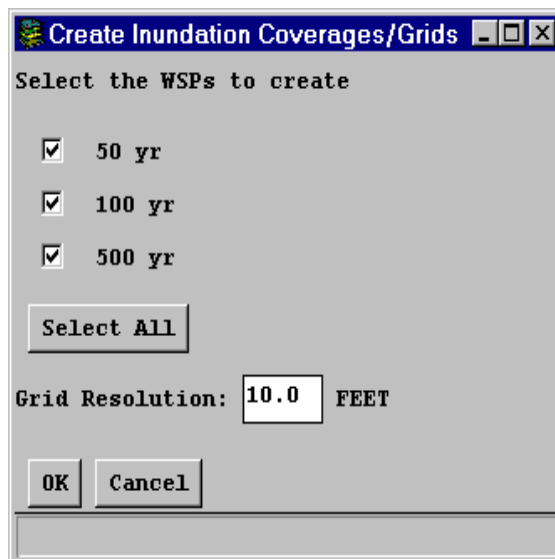 Create Inundation Coverages/Grids
Select the WSPs to create
50 yr
100 yr
500 yr
Select All
Grid Resolution: 10.0 FEET
OK Cancel